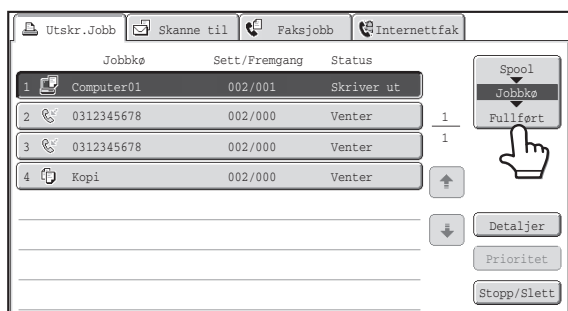 Utskr.Jobb Skanne til Faksjobb Internettfak
Jobbkø Sett/Fremgang Status
1 Computer01 002/001 Skriver ut
2 0312345678 002/000 Venter
3 0312345678 002/000 Venter
4 Kopi 002/000 Venter
1
1
Spool
Jobbkø
Fullført
Detaljer
Prioritet
Stopp/Slett